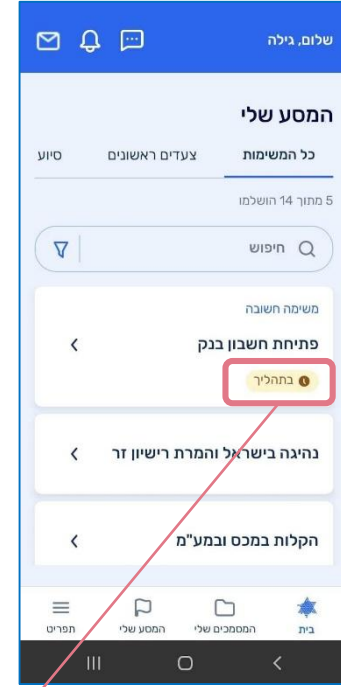 שלום, גילה
המסע שלי
כל המשימות צעדים ראשונים סיוע
5 מתוך 14 הושלמו
חיפוש
משימה חשובה
פתיחת חשבון בנק
בתהליך
נהיגה בישראל והמרת רישיון זר
הקלות במכס ובמע"מ
בית המסמכים שלי המסע שלי תפריט